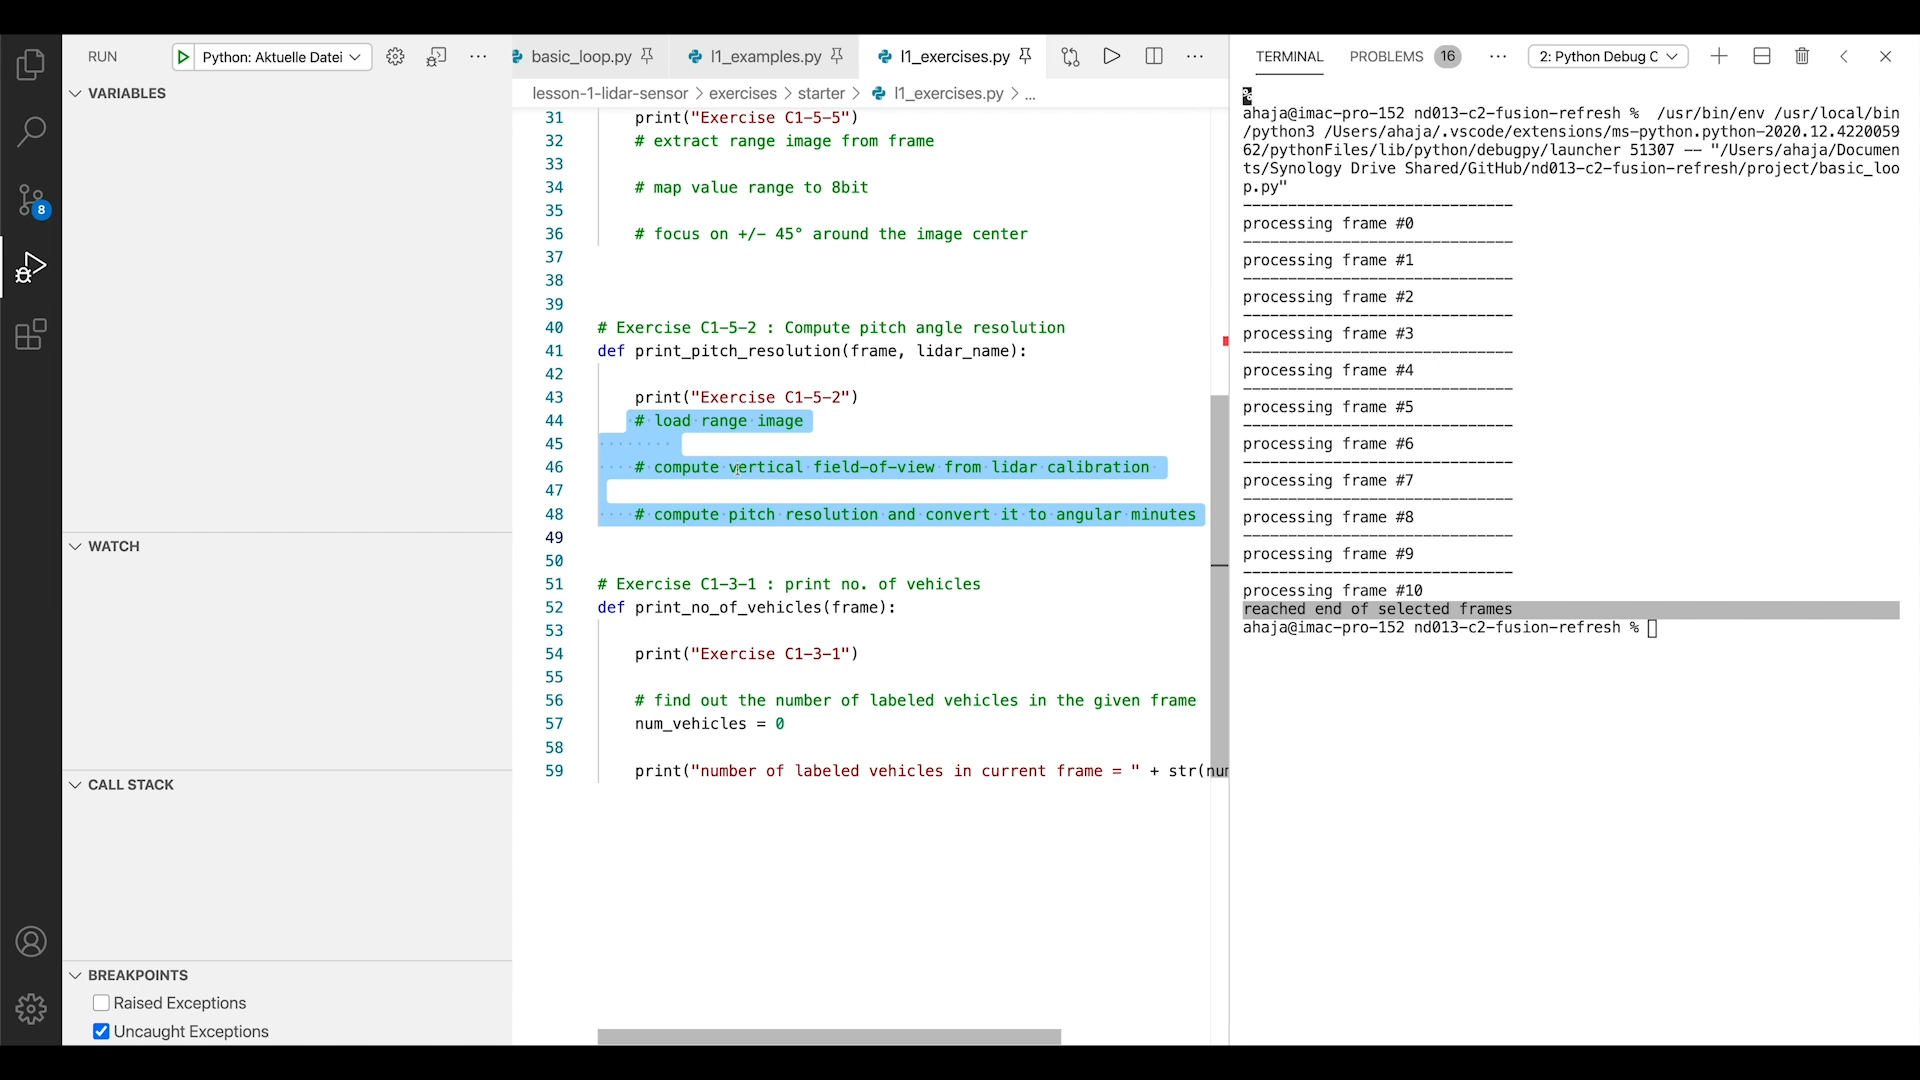 RUN
Python: Aktuelle Datei
VARIABLES
WATCH
CALL STACK
BREAKPOINTS
Raised Exceptions
Uncaught Exceptions
8
basic_loop.py
l1_examples.py
l1_exercises.py
lesson-1-lidar-sensor > exercises > starter > l1_exercises.py > ...
31 print("Exercise C1-5-5")
32 # extract range image from frame
33
34 # map value range to 8bit
35
36 # focus on +/- 45° around the image center
37
38
39
40 # Exercise C1-5-2 : Compute pitch angle resolution
41 def print_pitch_resolution(frame, lidar_name):
42
43 print("Exercise C1-5-2")
44 # load range image
45
46 # compute vertical field-of-view from lidar calibration
47
48 # compute pitch resolution and convert it to angular minutes
49
50
51 # Exercise C1-3-1 : print no. of vehicles
52 def print_no_of_vehicles(frame):
53
54 print("Exercise C1-3-1")
55
56 # find out the number of labeled vehicles in the given frame
57 num_vehicles = 0
58
59 print("number of labeled vehicles in current frame = " + str(num
TERMINAL
PROBLEMS 16
2: Python Debug C
%
ahaja@imac-pro-152 nd013-c2-fusion-refresh % /usr/bin/env /usr/local/bin
/python3 /Users/ahaja/.vscode/extensions/ms-python.python-2020.12.4220059
62/pythonFiles/lib/python/debugpy/launcher 51307 -- "/Users/ahaja/Documen
ts/Synology Drive Shared/GitHub/nd013-c2-fusion-refresh/project/basic_loo
p.py"
------------------------------
processing frame #0
------------------------------
processing frame #1
------------------------------
processing frame #2
------------------------------
processing frame #3
------------------------------
processing frame #4
------------------------------
processing frame #5
------------------------------
processing frame #6
------------------------------
processing frame #7
------------------------------
processing frame #8
------------------------------
processing frame #9
------------------------------
processing frame #10
reached end of selected frames
ahaja@imac-pro-152 nd013-c2-fusion-refresh %